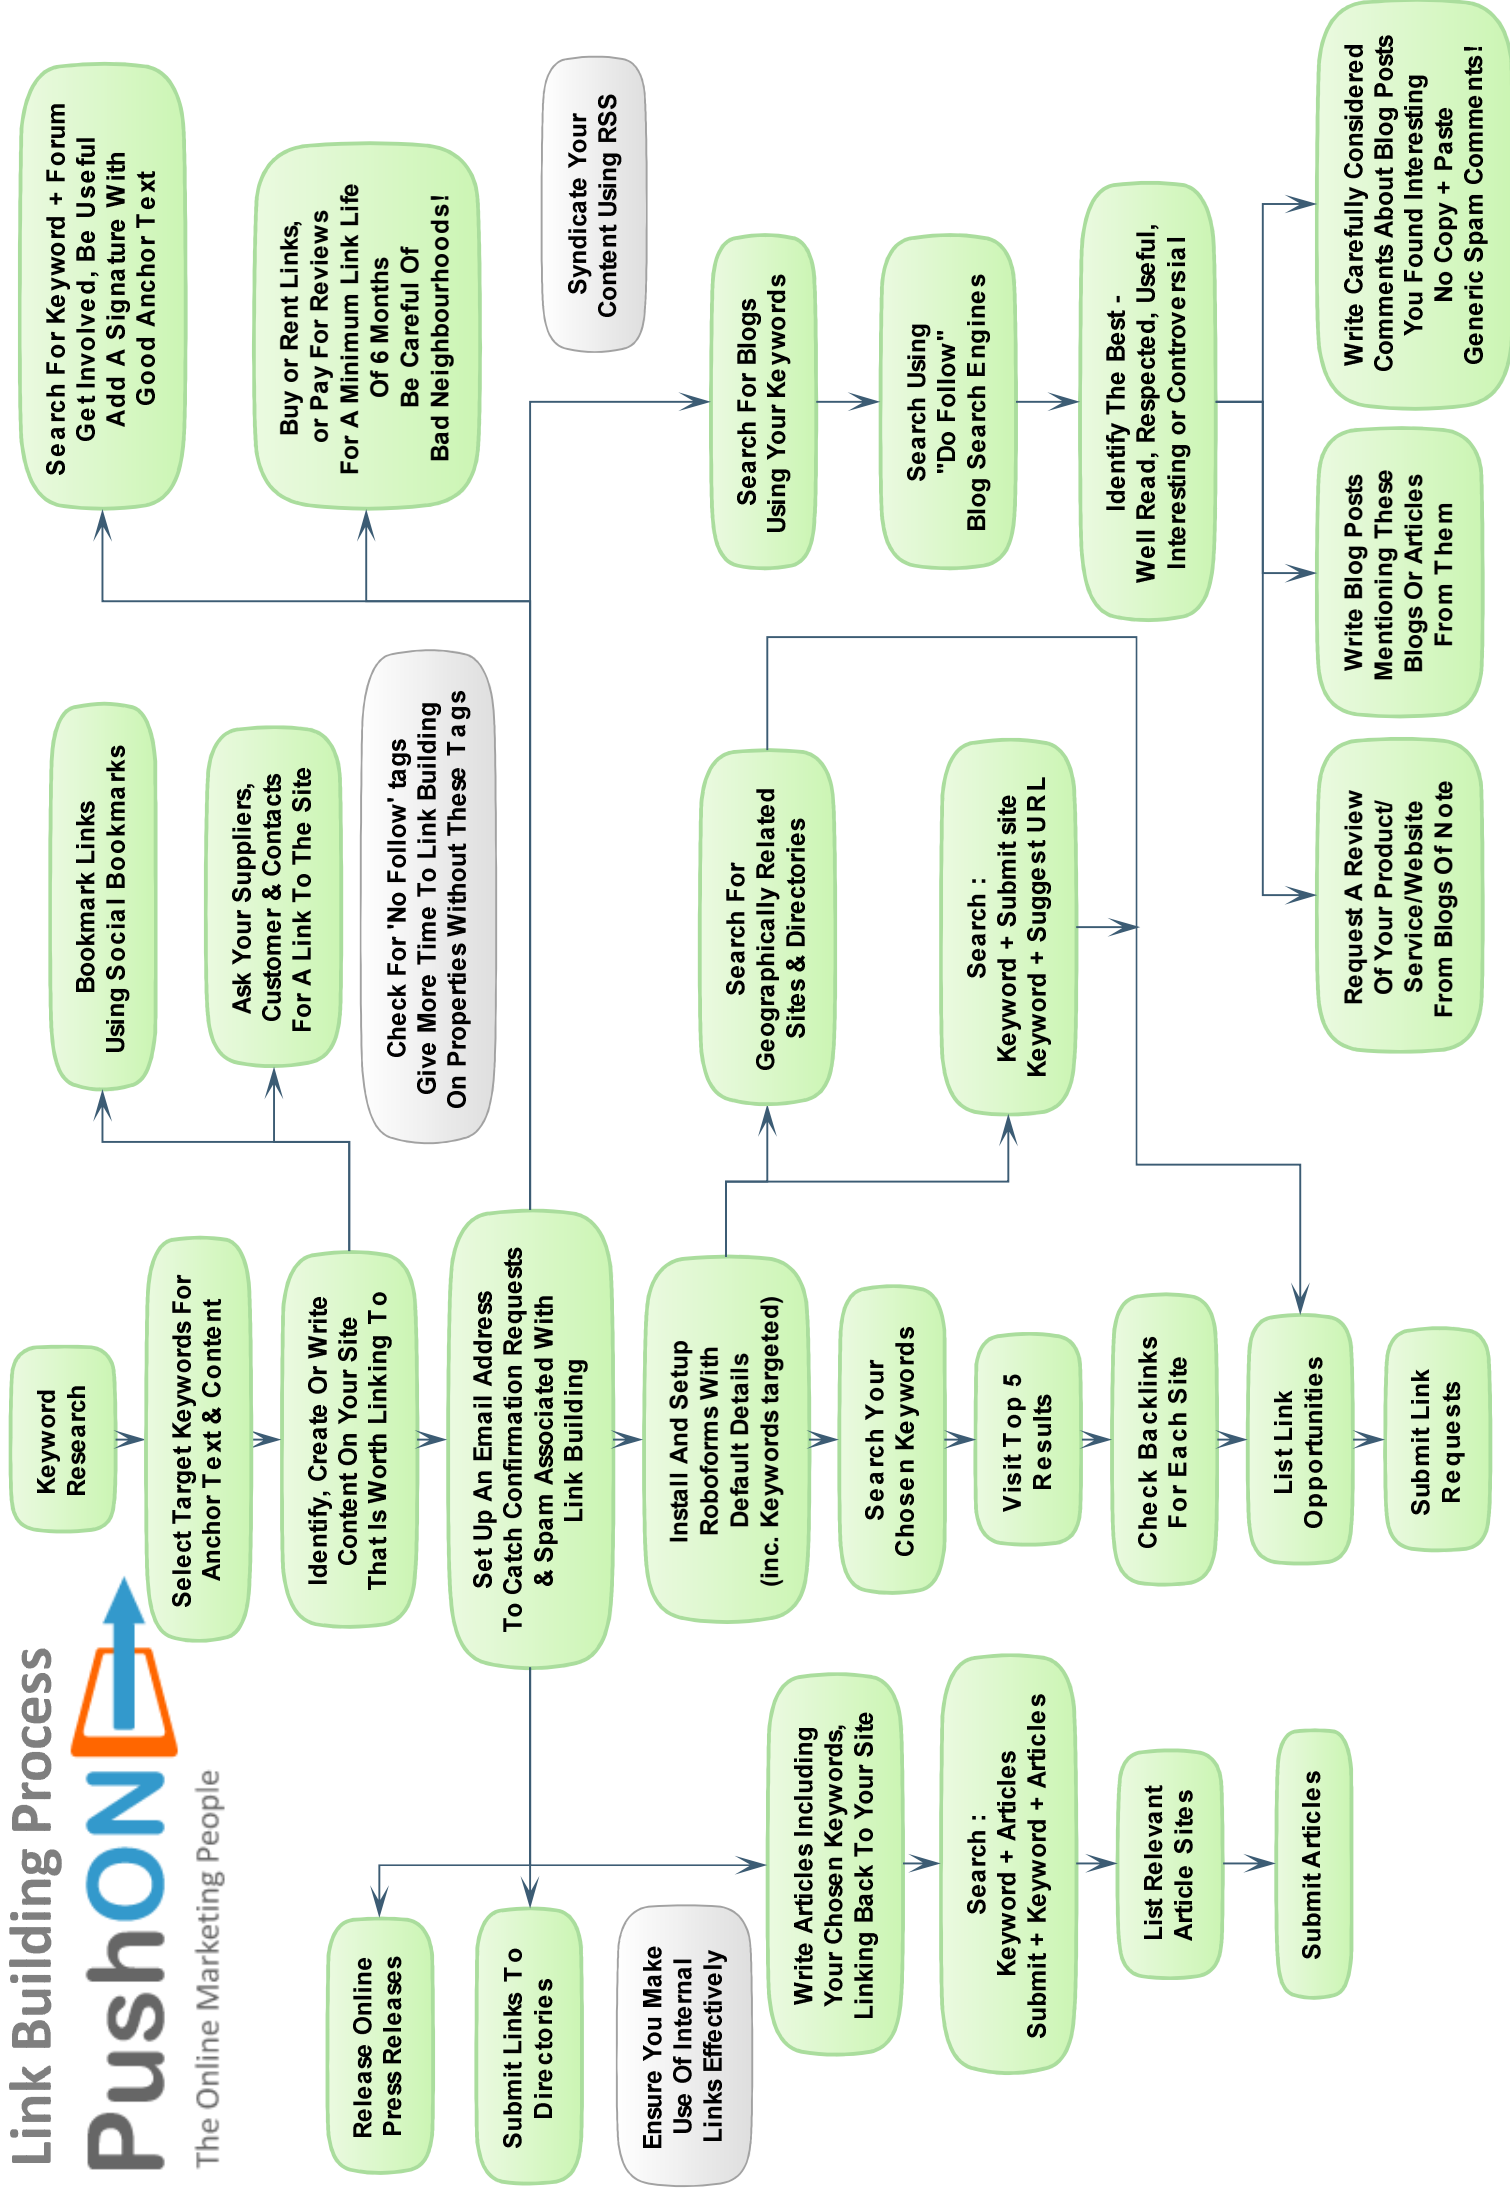 Link Building Process
PushON
The Online Marketing People
Keyword
Research
Select Target Keywords For
Anchor Text & Content
Identify, Create Or Write
Content On Your Site
That Is Worth Linking To
Bookmark Links
Using Social Bookmarks
Ask Your Suppliers,
Customer & Contacts
For A Link To The Site
Check For 'No Follow' tags
Give More Time To Link Building
On Properties Without These Tags
Search For Keyword + Forum
Get Involved, Be Useful
Add A Signature With
Good Anchor Text
Buy or Rent Links,
or Pay For Reviews
For A Minimum Link Life
Of 6 Months
Be Careful Of
Bad Neighbourhoods!
Syndicate Your
Content Using RSS
Set Up An Email Address
To Catch Confirmation Requests
& Spam Associated With
Link Building
Release Online
Press Releases
Submit Links To
Directories
Ensure You Make
Use Of Internal
Links Effectively
Write Articles Including
Your Chosen Keywords,
Linking Back To Your Site
Search :
Keyword + Articles
Submit + Keyword + Articles
List Relevant
Article Sites
Submit Articles
Install And Setup
Roboforms With
Default Details
(inc. Keywords targeted)
Search Your
Chosen Keywords
Visit Top 5
Results
Check Backlinks
For Each Site
List Link
Opportunities
Submit Link
Requests
Search For
Geographically Related
Sites & Directories
Search :
Keyword + Submit site
Keyword + Suggest URL
Search For Blogs
Using Your Keywords
Search Using
"Do Follow"
Blog Search Engines
Identify The Best -
Well Read, Respected, Useful,
Interesting or Controversial
Request A Review
Of Your Product/
Service/Website
From Blogs Of Note
Write Blog Posts
Mentioning These
Blogs Or Articles
From Them
Write Carefully Considered
Comments About Blog Posts
You Found Interesting
No Copy + Paste
Generic Spam Comments!